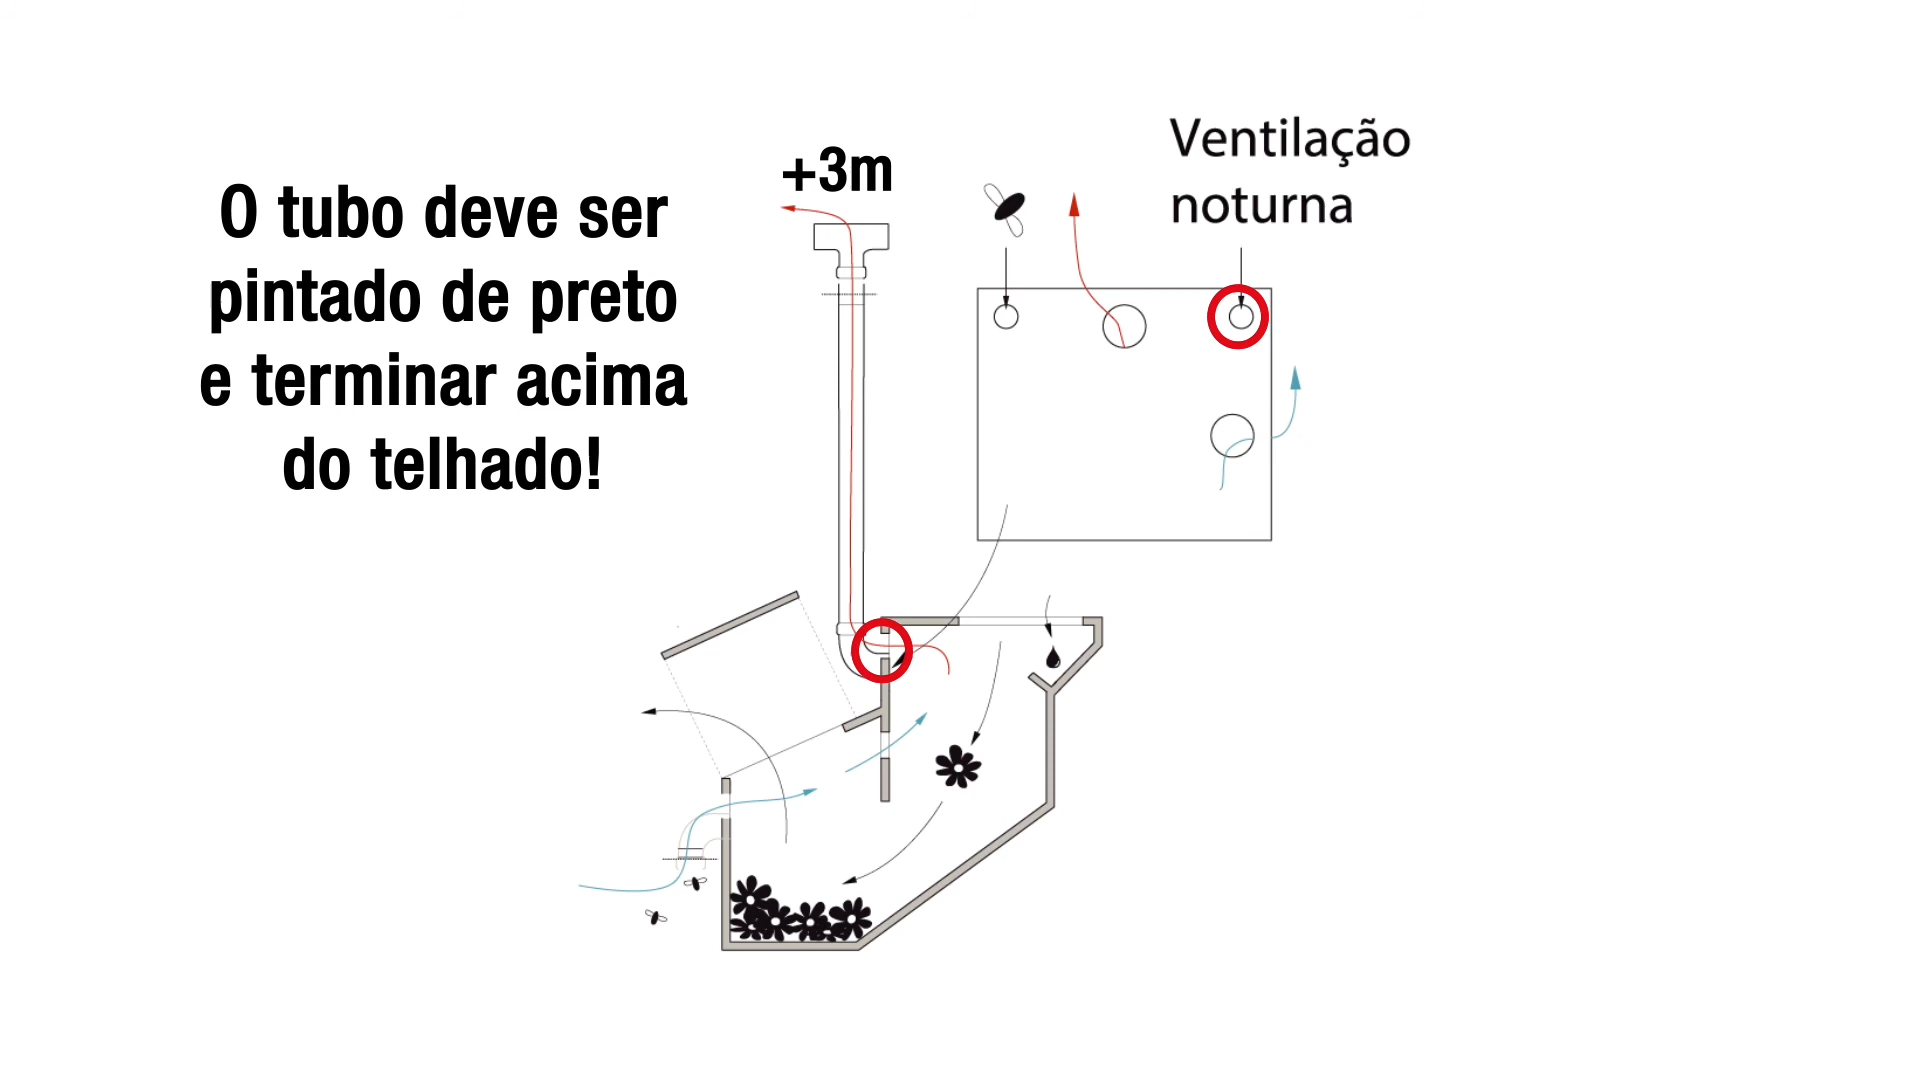 O tubo deve ser
pintado de preto
e terminar acima
do telhado!
+3m
Ventilação
noturna